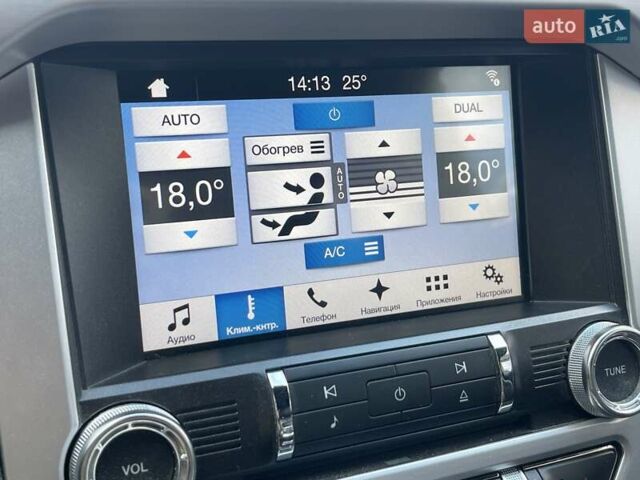 auto RIA
.com
14:13 25°
AUTO
DUAL
Обогрев
18,0°
AUTO
18,0°
A/C
Аудио
Клим.-кнтр.
Телефон
Навигация
Приложения
Настройки
VOL
TUNE